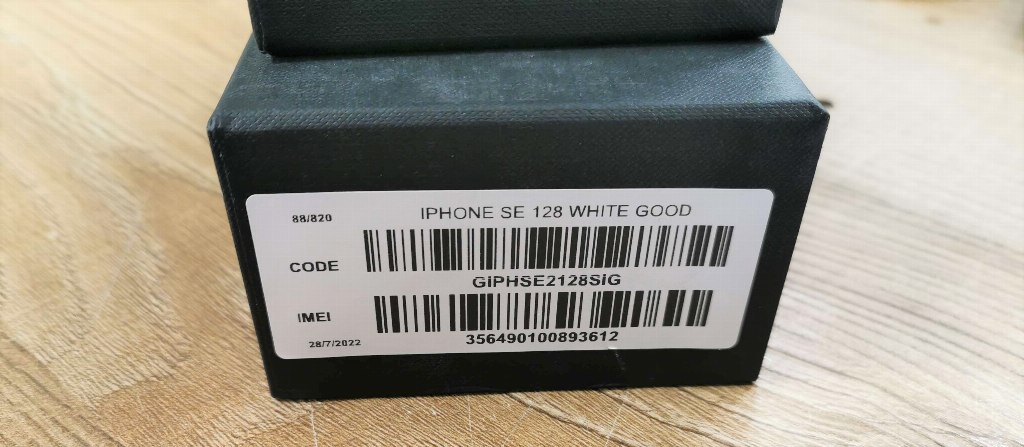 88/820
IPHONE SE 128 WHITE GOOD
CODE
GiPHSE2128SiG
IMEI
356490100893612
28/7/2022